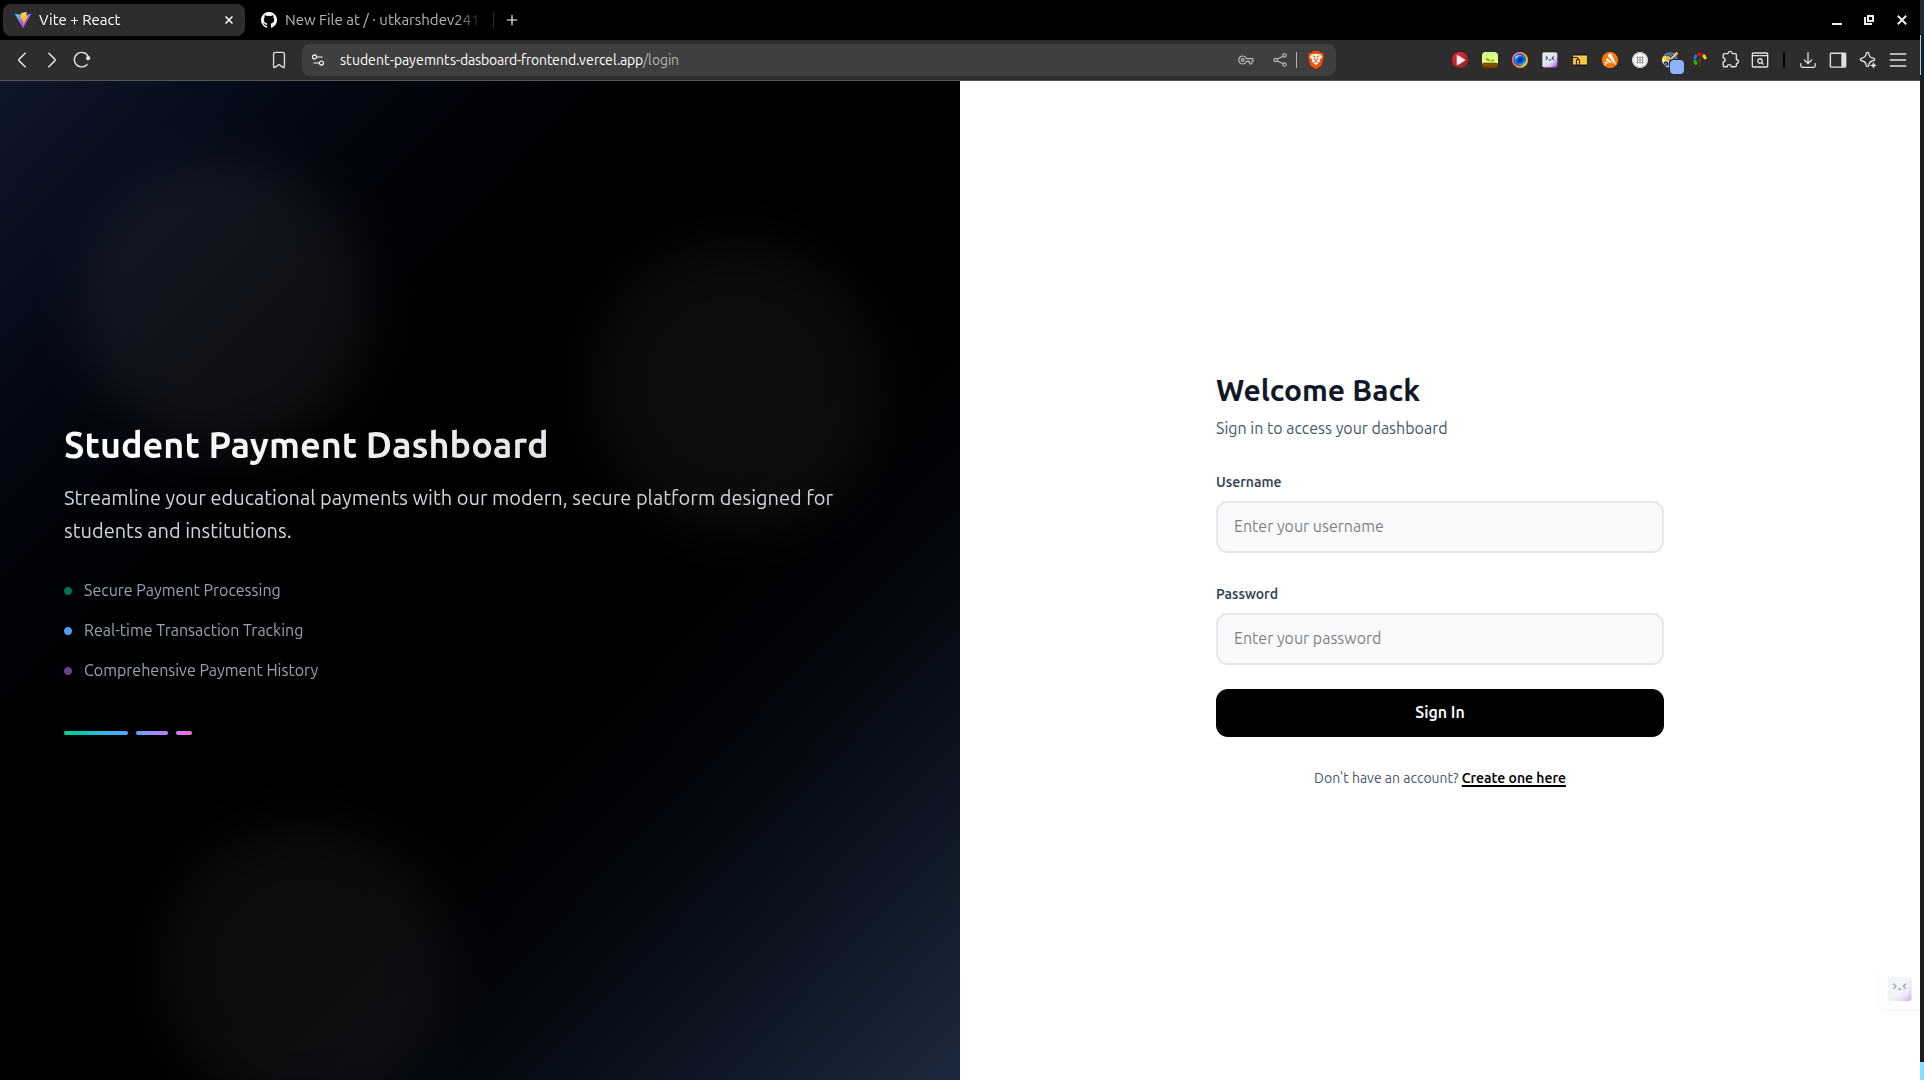 Vite + React
New File at / · utkarshdev241
student-payemnts-dasboard-frontend.vercel.app/login
Student Payment Dashboard
Streamline your educational payments with our modern, secure platform designed for
students and institutions.
Secure Payment Processing
Real-time Transaction Tracking
Comprehensive Payment History
Welcome Back
Sign in to access your dashboard
Username
Enter your username
Password
Enter your password
Sign In
Don't have an account? Create one here